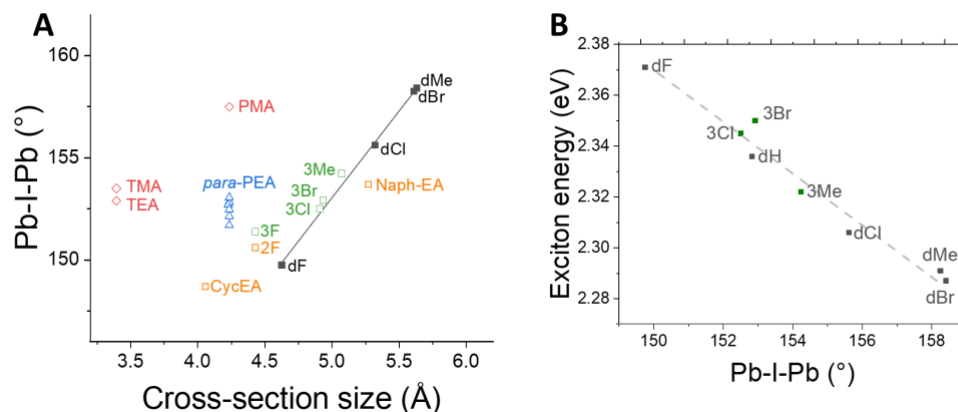 A
160
155
150
Pb-I-Pb (°)
PMA
TMA
TEA
para-PEA
3Me
3Br
3Cl
3F
2F
CycEA
dF
dCl
dMe
dBr
Naph-EA
3.5 4.0 4.5 5.0 5.5 6.0
Cross-section size (Å)
B
2.38
2.36
2.34
2.32
2.30
2.28
Exciton energy (eV)
dF
3Br
3Cl
dH
3Me
dCl
dMe
dBr
150 152 154 156 158
Pb-I-Pb (°)